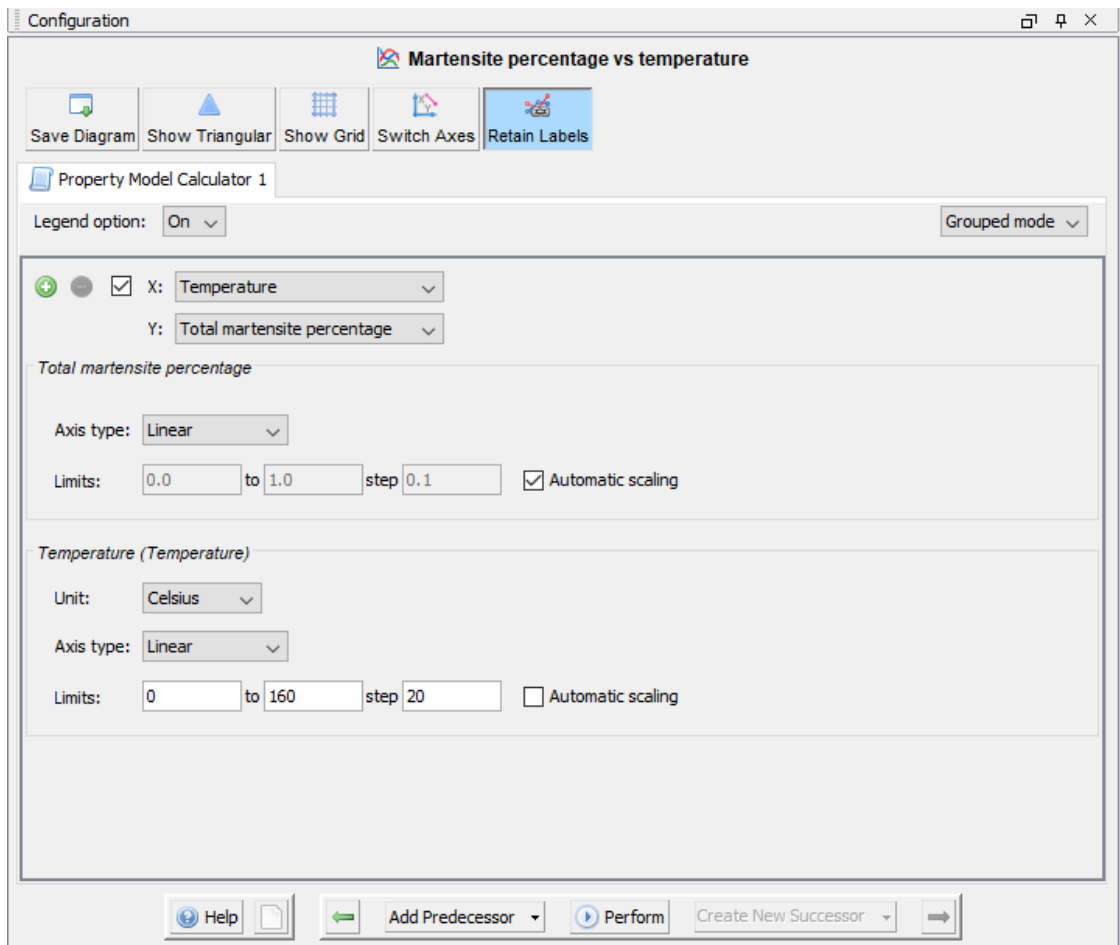 Configuration
Martensite percentage vs temperature
Save Diagram Show Triangular Show Grid Switch Axes Retain Labels
Property Model Calculator 1
Legend option: On Grouped mode
X: Temperature
Y: Total martensite percentage
Total martensite percentage
Axis type: Linear
Limits: 0.0 to 1.0 step 0.1 Automatic scaling
Temperature (Temperature)
Unit: Celsius
Axis type: Linear
Limits: 0 to 160 step 20 Automatic scaling
Help Add Predecessor Perform Create New Successor